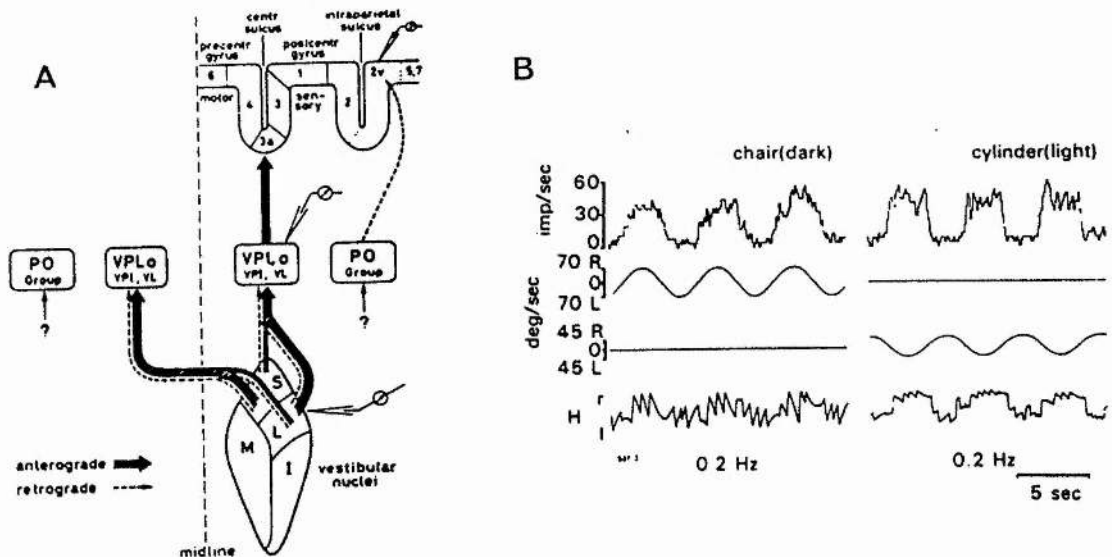 A
centr
sulcus
intraparietal
sulcus
precentr
gyrus
postcentr
gyrus
6
motor
4
3
3a
1
sen-
sory
2
2v
5,7
PO
Group
?
VPLo
VPI, VL
VPLo
VPI, VL
PO
Group
?
S
L
M
I
vestibular
nuclei
anterograde
retrograde
midline
B
chair(dark)
cylinder(light)
imp/sec
60
30
0
deg/sec
70 R
0
70 L
45 R
0
45 L
H
r
l
0 2 Hz
0.2 Hz
5 sec